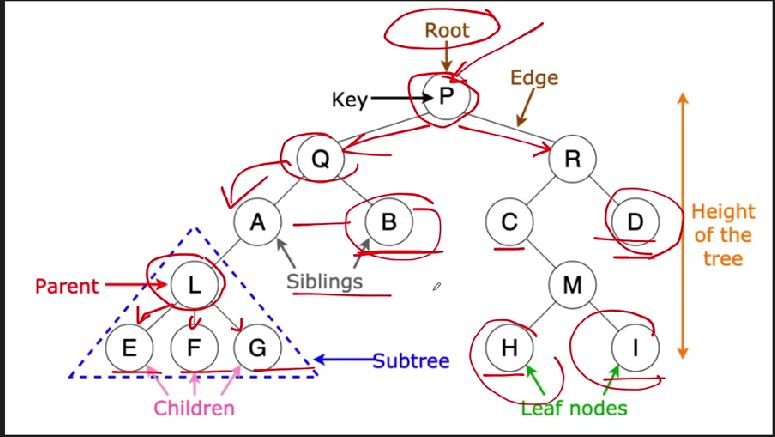 Root
Edge
Key
P
Q
R
A
B
C
D
Height
of the
tree
Siblings
Parent
L
M
E
F
G
H
I
Subtree
Children
Leaf nodes